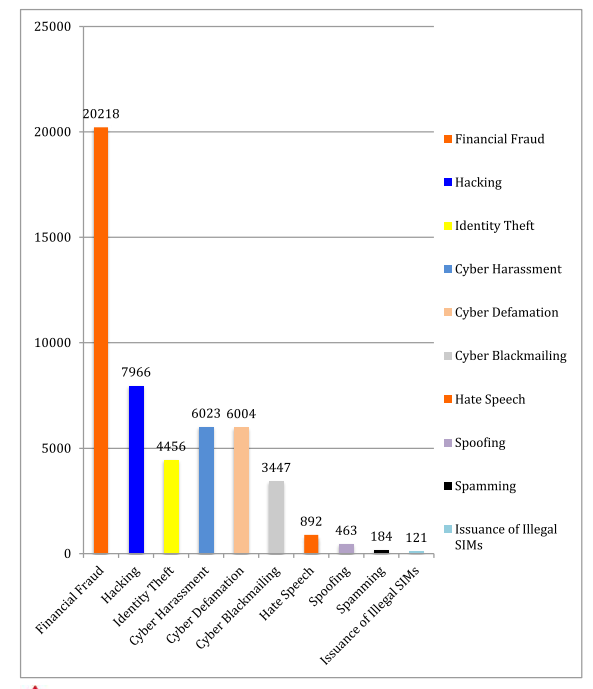 25000
20000
15000
10000
5000
0
20218
7966
4456
6023
6004
3447
892
463
184
121
Financial Fraud
Hacking
Identity Theft
Cyber Harassment
Cyber Defamation
Cyber Blackmailing
Hate Speech
Spoofing
Spamming
Issuance of Illegal SIMs
Financial Fraud
Hacking
Identity Theft
Cyber Harassment
Cyber Defamation
Cyber Blackmailing
Hate Speech
Spoofing
Spamming
Issuance of Illegal
SIMs